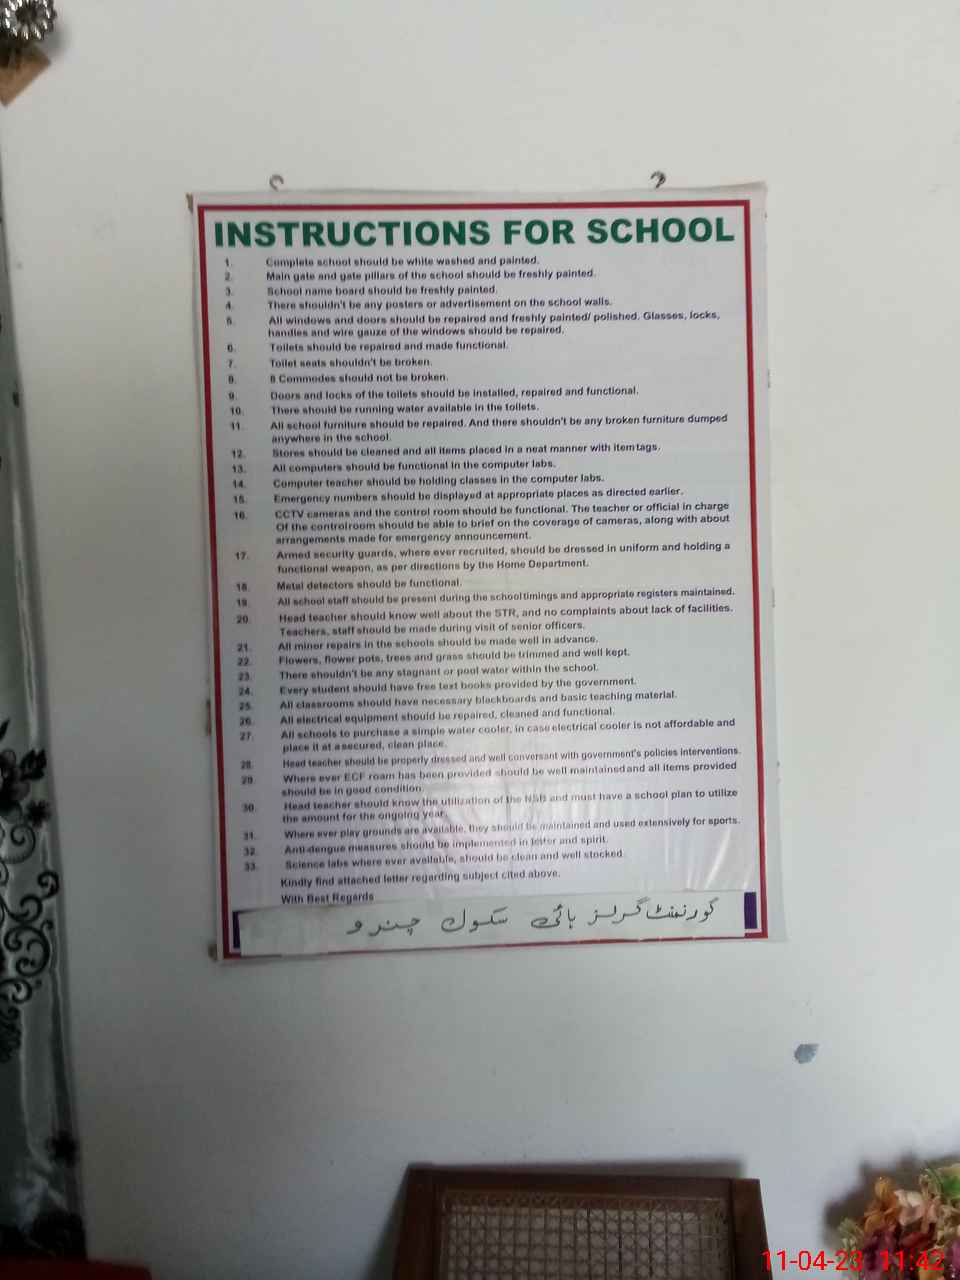 INSTRUCTIONS FOR SCHOOL
1. Complete school should be white washed and painted.
2. Main gate and gate pillars of the school should be freshly painted.
3. School name board should be freshly painted.
4. There shouldn't be any posters or advertisement on the school walls.
5. All windows and doors should be repaired and freshly painted/ polished. Glasses, locks,
handles and wire gauze of the windows should be repaired.
6. Toilets should be repaired and made functional.
7. Toilet seats shouldn't be broken.
8. 8 Commodes should not be broken.
9. Doors and locks of the toilets should be installed, repaired and functional.
10. There should be running water available in the toilets.
11. All school furniture should be repaired. And there shouldn't be any broken furniture dumped
anywhere in the school.
12. Stores should be cleaned and all items placed in a neat manner with item tags.
13. All computers should be functional in the computer labs.
14. Computer teacher should be holding classes in the computer labs.
15. Emergency numbers should be displayed at appropriate places as directed earlier.
16. CCTV cameras and the control room should be functional. The teacher or official in charge
Of the controlroom should be able to brief on the coverage of cameras, along with about
arrangements made for emergency announcement.
17. Armed security guards, where ever recruited, should be dressed in uniform and holding a
functional weapon, as per directions by the Home Department.
18. Metal detectors should be functional.
19. All school staff should be present during the school timings and appropriate registers maintained.
20. Head teacher should know well about the STR, and no complaints about lack of facilities.
Teachers, staff should be made during visit of senior officers.
21. All minor repairs in the schools should be made well in advance.
22. Flowers, flower pots, trees and grass should be trimmed and well kept.
23. There shouldn't be any stagnant or pool water within the school.
24. Every student should have free text books provided by the government.
25. All classrooms should have necessary blackboards and basic teaching material.
26. All electrical equipment should be repaired, cleaned and functional.
27. All schools to purchase a simple water cooler, in case electrical cooler is not affordable and
place it at a secured, clean place.
28. Head teacher should be properly dressed and well conversant with government's policies interventions.
29. Where ever ECF roam has been provided should be well maintained and all items provided
should be in good condition.
30. Head teacher should know the utilization of the NSB and must have a school plan to utilize
the amount for the ongoing year.
31. Where ever play grounds are available, they should be maintained and used extensively for sports.
32. Anti-dengue measures should be implemented in letter and spirit.
33. Science labs where ever available, should be clean and well stocked.
Kindly find attached letter regarding subject cited above.
With Best Regards
گورنمنٹ گرلز ہائی سکول چندرو
11-04-23 11:42